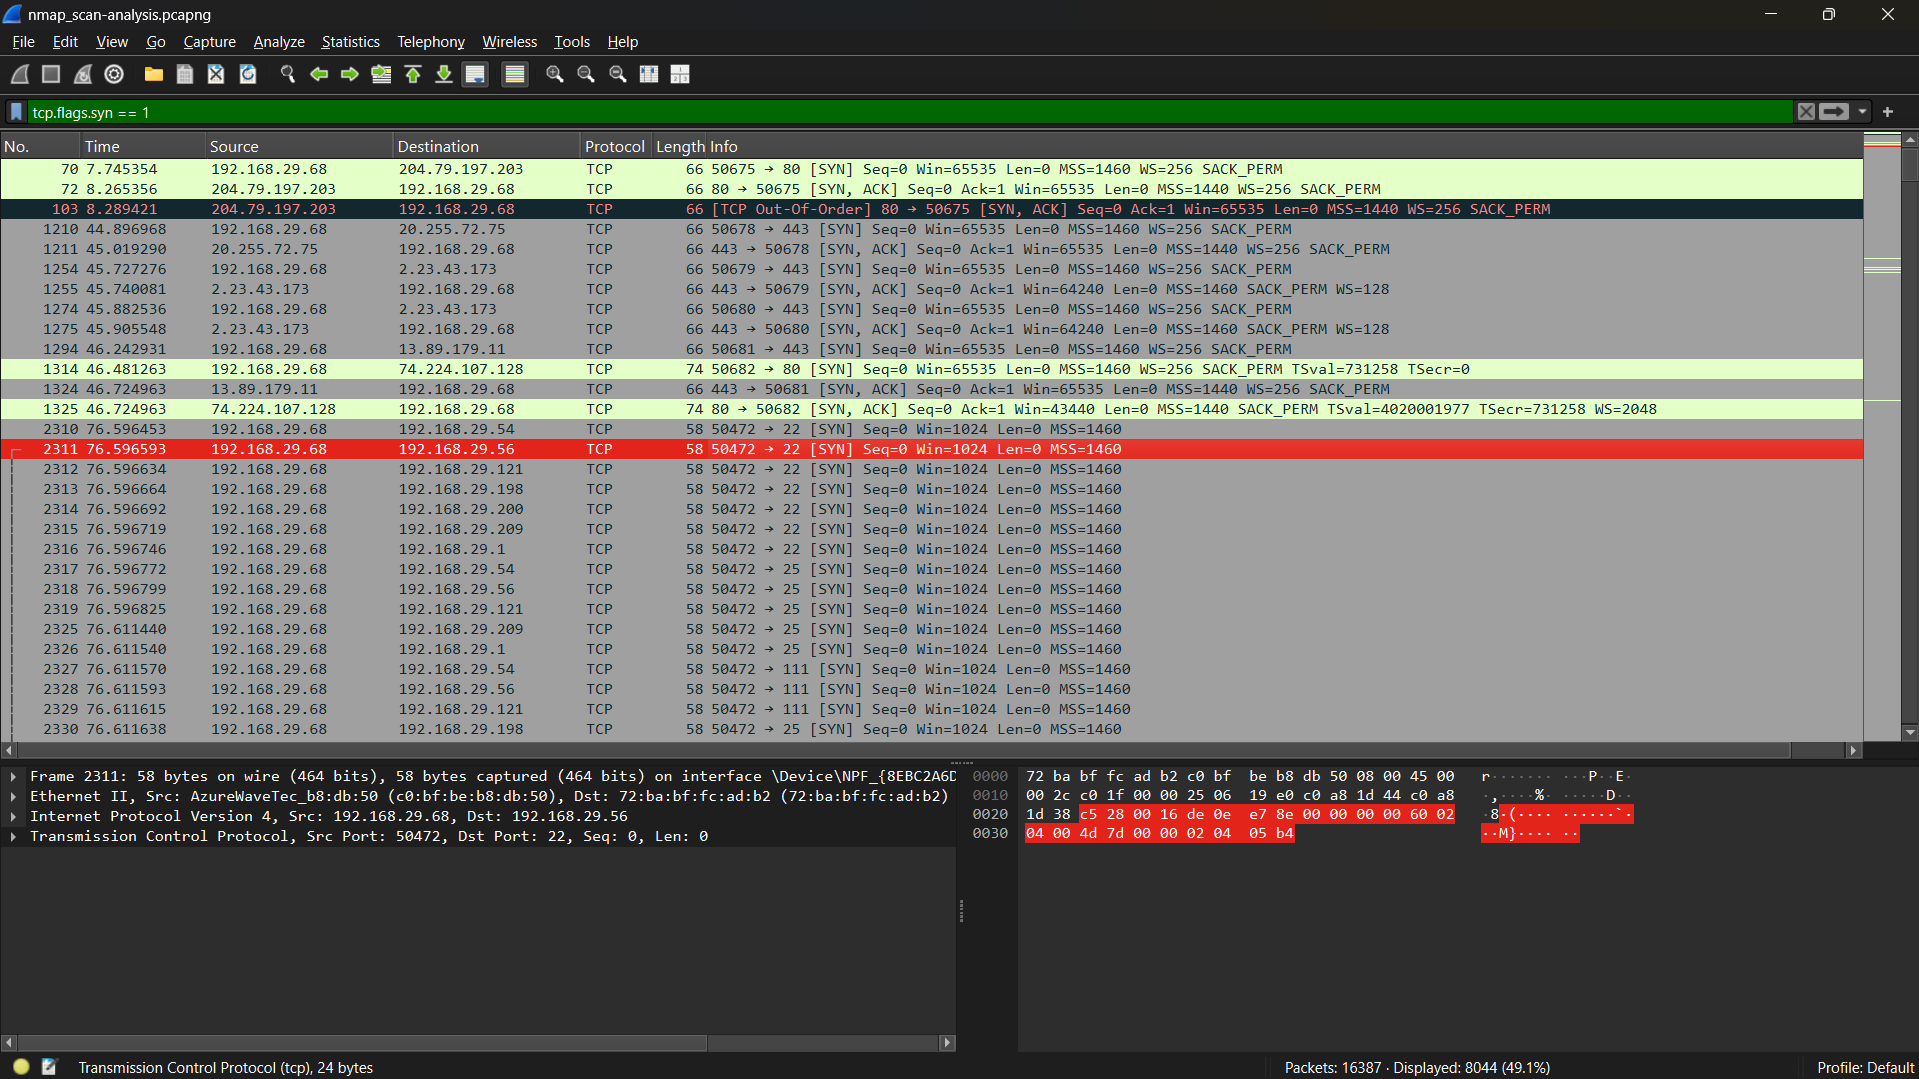 nmap_scan-analysis.pcapng
File Edit View Go Capture Analyze Statistics Telephony Wireless Tools Help
tcp.flags.syn == 1
No. Time Source Destination Protocol Length Info
70 7.745354 192.168.29.68 204.79.197.203 TCP 66 50675 → 80 [SYN] Seq=0 Win=65535 Len=0 MSS=1460 WS=256 SACK_PERM
72 8.265356 204.79.197.203 192.168.29.68 TCP 66 80 → 50675 [SYN, ACK] Seq=0 Ack=1 Win=65535 Len=0 MSS=1440 WS=256 SACK_PERM
103 8.289421 204.79.197.203 192.168.29.68 TCP 66 [TCP Out-Of-Order] 80 → 50675 [SYN, ACK] Seq=0 Ack=1 Win=65535 Len=0 MSS=1440 WS=256 SACK_PERM
1210 44.896968 192.168.29.68 20.255.72.75 TCP 66 50678 → 443 [SYN] Seq=0 Win=65535 Len=0 MSS=1460 WS=256 SACK_PERM
1211 45.019290 20.255.72.75 192.168.29.68 TCP 66 443 → 50678 [SYN, ACK] Seq=0 Ack=1 Win=65535 Len=0 MSS=1440 WS=256 SACK_PERM
1254 45.727276 192.168.29.68 2.23.43.173 TCP 66 50679 → 443 [SYN] Seq=0 Win=65535 Len=0 MSS=1460 WS=256 SACK_PERM
1255 45.740081 2.23.43.173 192.168.29.68 TCP 66 443 → 50679 [SYN, ACK] Seq=0 Ack=1 Win=64240 Len=0 MSS=1460 SACK_PERM WS=128
1274 45.882536 192.168.29.68 2.23.43.173 TCP 66 50680 → 443 [SYN] Seq=0 Win=65535 Len=0 MSS=1460 WS=256 SACK_PERM
1275 45.905548 2.23.43.173 192.168.29.68 TCP 66 443 → 50680 [SYN, ACK] Seq=0 Ack=1 Win=64240 Len=0 MSS=1460 SACK_PERM WS=128
1294 46.242931 192.168.29.68 13.89.179.11 TCP 66 50681 → 443 [SYN] Seq=0 Win=65535 Len=0 MSS=1460 WS=256 SACK_PERM
1314 46.481263 192.168.29.68 74.224.107.128 TCP 74 50682 → 80 [SYN] Seq=0 Win=65535 Len=0 MSS=1460 WS=256 SACK_PERM TSval=731258 TSecr=0
1324 46.724963 13.89.179.11 192.168.29.68 TCP 66 443 → 50681 [SYN, ACK] Seq=0 Ack=1 Win=65535 Len=0 MSS=1440 WS=256 SACK_PERM
1325 46.724963 74.224.107.128 192.168.29.68 TCP 74 80 → 50682 [SYN, ACK] Seq=0 Ack=1 Win=43440 Len=0 MSS=1440 SACK_PERM TSval=4020001977 TSecr=731258 WS=2048
2310 76.596453 192.168.29.68 192.168.29.54 TCP 58 50472 → 22 [SYN] Seq=0 Win=1024 Len=0 MSS=1460
2311 76.596593 192.168.29.68 192.168.29.56 TCP 58 50472 → 22 [SYN] Seq=0 Win=1024 Len=0 MSS=1460
2312 76.596634 192.168.29.68 192.168.29.121 TCP 58 50472 → 22 [SYN] Seq=0 Win=1024 Len=0 MSS=1460
2313 76.596664 192.168.29.68 192.168.29.198 TCP 58 50472 → 22 [SYN] Seq=0 Win=1024 Len=0 MSS=1460
2314 76.596692 192.168.29.68 192.168.29.200 TCP 58 50472 → 22 [SYN] Seq=0 Win=1024 Len=0 MSS=1460
2315 76.596719 192.168.29.68 192.168.29.209 TCP 58 50472 → 22 [SYN] Seq=0 Win=1024 Len=0 MSS=1460
2316 76.596746 192.168.29.68 192.168.29.1 TCP 58 50472 → 22 [SYN] Seq=0 Win=1024 Len=0 MSS=1460
2317 76.596772 192.168.29.68 192.168.29.54 TCP 58 50472 → 25 [SYN] Seq=0 Win=1024 Len=0 MSS=1460
2318 76.596799 192.168.29.68 192.168.29.56 TCP 58 50472 → 25 [SYN] Seq=0 Win=1024 Len=0 MSS=1460
2319 76.596825 192.168.29.68 192.168.29.121 TCP 58 50472 → 25 [SYN] Seq=0 Win=1024 Len=0 MSS=1460
2325 76.611440 192.168.29.68 192.168.29.209 TCP 58 50472 → 25 [SYN] Seq=0 Win=1024 Len=0 MSS=1460
2326 76.611540 192.168.29.68 192.168.29.1 TCP 58 50472 → 25 [SYN] Seq=0 Win=1024 Len=0 MSS=1460
2327 76.611570 192.168.29.68 192.168.29.54 TCP 58 50472 → 111 [SYN] Seq=0 Win=1024 Len=0 MSS=1460
2328 76.611593 192.168.29.68 192.168.29.56 TCP 58 50472 → 111 [SYN] Seq=0 Win=1024 Len=0 MSS=1460
2329 76.611615 192.168.29.68 192.168.29.121 TCP 58 50472 → 111 [SYN] Seq=0 Win=1024 Len=0 MSS=1460
2330 76.611638 192.168.29.68 192.168.29.198 TCP 58 50472 → 25 [SYN] Seq=0 Win=1024 Len=0 MSS=1460
Frame 2311: 58 bytes on wire (464 bits), 58 bytes captured (464 bits) on interface \Device\NPF_{8EBC2A6D
Ethernet II, Src: AzureWaveTec_b8:db:50 (c0:bf:be:b8:db:50), Dst: 72:ba:bf:fc:ad:b2 (72:ba:bf:fc:ad:b2)
Internet Protocol Version 4, Src: 192.168.29.68, Dst: 192.168.29.56
Transmission Control Protocol, Src Port: 50472, Dst Port: 22, Seq: 0, Len: 0
0000 72 ba bf fc ad b2 c0 bf be b8 db 50 08 00 45 00 r······· ···P··E·
0010 00 2c c0 1f 00 00 25 06 19 e0 c0 a8 1d 44 c0 a8 ·,····%· ·····D··
0020 1d 38 c5 28 00 16 de 0e e7 8e 00 00 00 00 60 02 ·8·(···· ······`·
0030 04 00 4d 7d 00 00 02 04 05 b4 ··M}···· ··
Transmission Control Protocol (tcp), 24 bytes
Packets: 16387 · Displayed: 8044 (49.1%)
Profile: Default